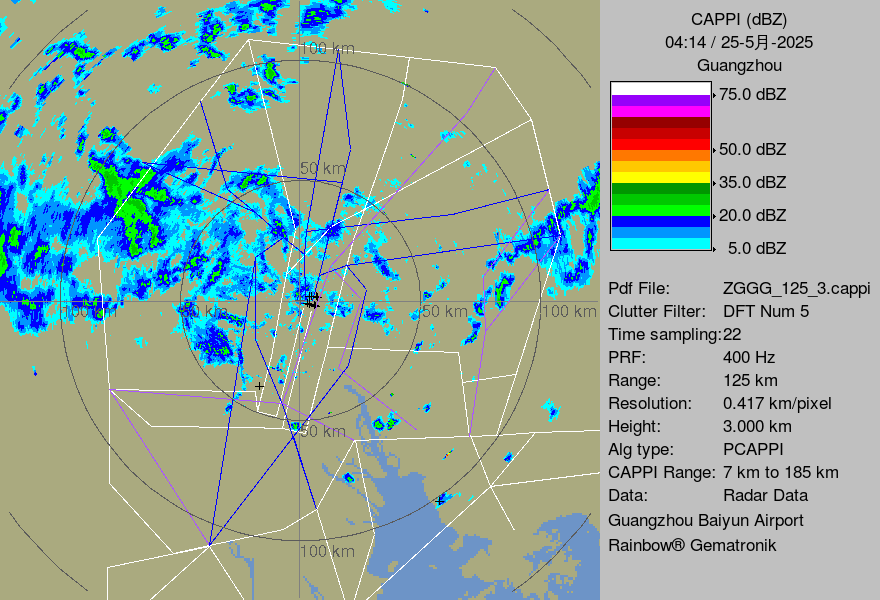 CAPPI (dBZ)
04:14 / 25-5月-2025
Guangzhou
75.0 dBZ
50.0 dBZ
35.0 dBZ
20.0 dBZ
5.0 dBZ
Pdf File: ZGGG_125_3.cappi
Clutter Filter: DFT Num 5
Time sampling:22
PRF: 400 Hz
Range: 125 km
Resolution: 0.417 km/pixel
Height: 3.000 km
Alg type: PCAPPI
CAPPI Range: 7 km to 185 km
Data: Radar Data
Guangzhou Baiyun Airport
Rainbow® Gematronik
100 km
50 km
100 km 50 km 50 km 100 km
50 km
100 km